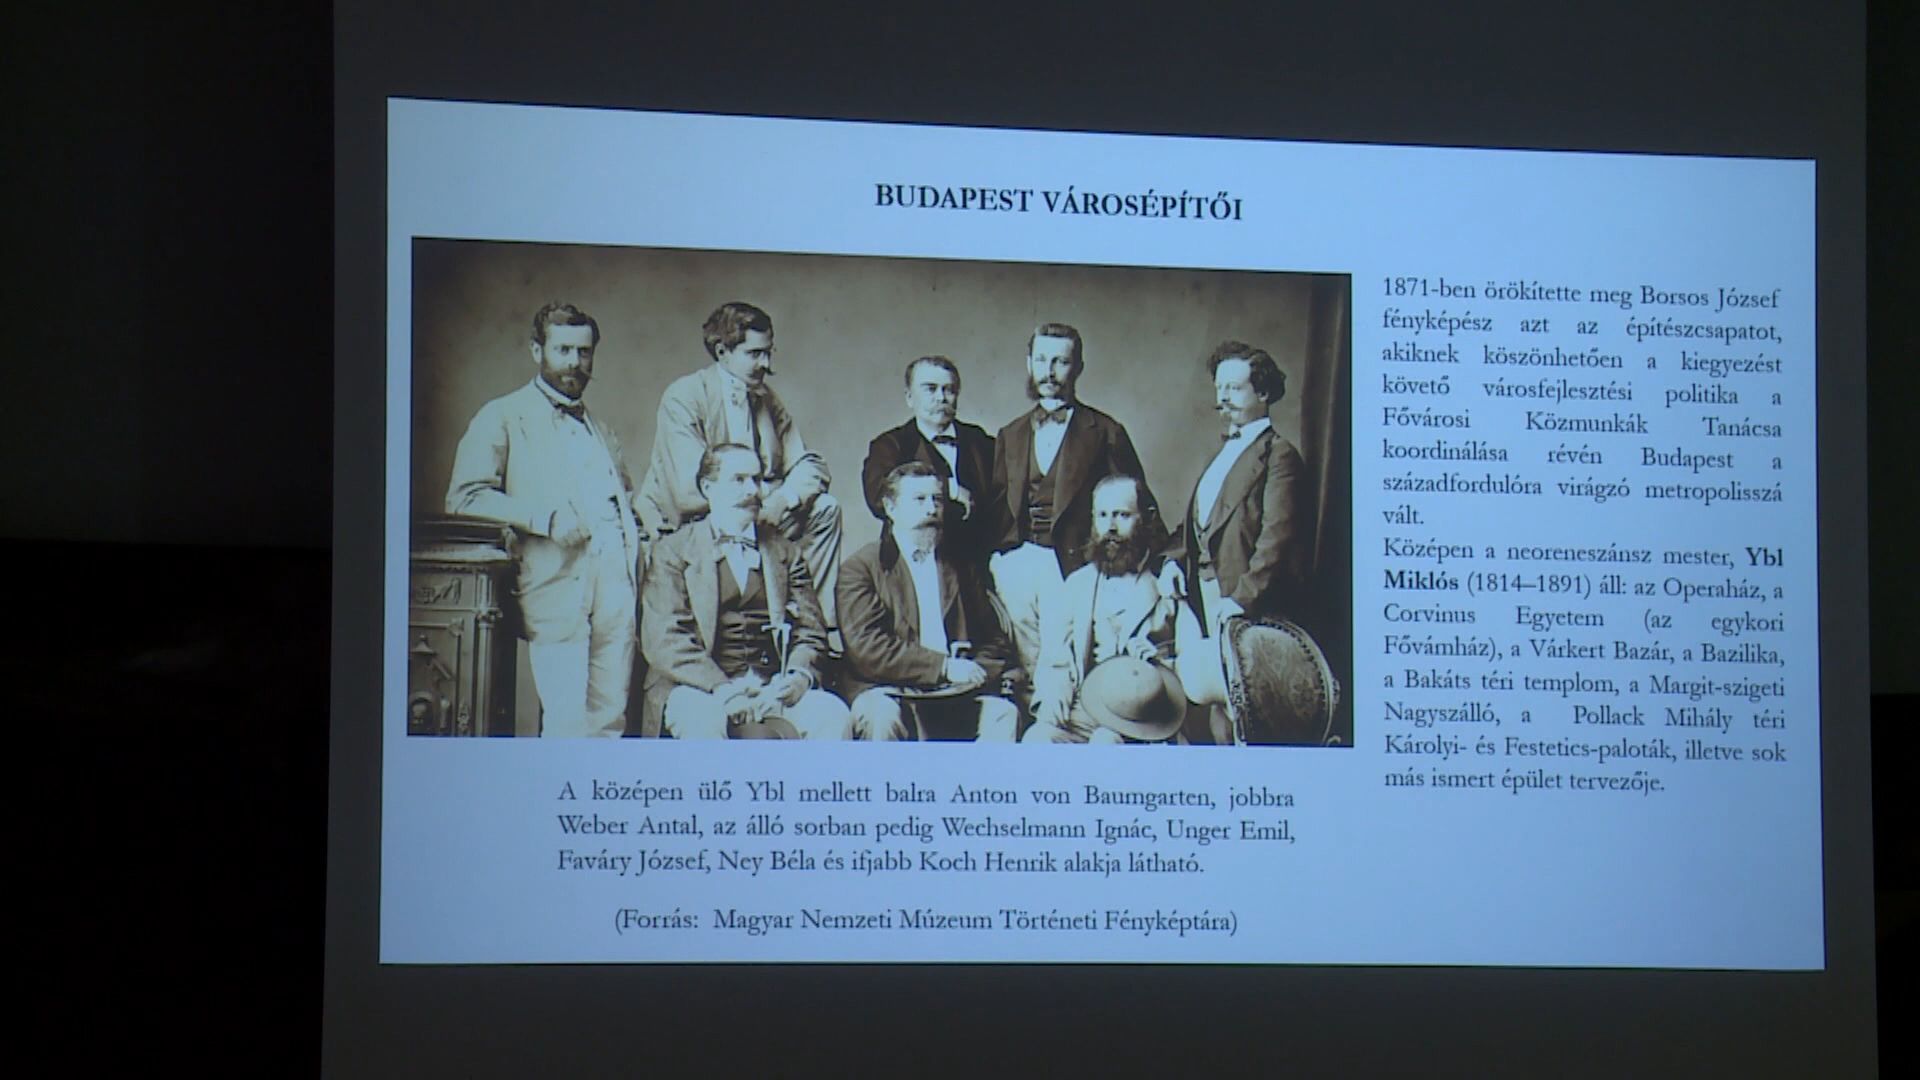 BUDAPEST VÁROSÉPÍTŐI
1871-ben örökítette meg Borsos József
fényképész azt az építészcsapatot,
akiknek köszönhetően a kiegyezést
követő városfejlesztési politika a
Fővárosi Közmunkák Tanácsa
koordinálása révén Budapest a
századfordulóra virágzó metropolisszá
vált.
Középen a neoreneszánsz mester, Ybl
Miklós (1814–1891) áll: az Operaház, a
Corvinus Egyetem (az egykori
Fővámház), a Várkert Bazár, a Bazilika,
a Bakáts téri templom, a Margit-szigeti
Nagyszálló, a Pollack Mihály téri
Károlyi- és Festetics-paloták, illetve sok
más ismert épület tervezője.
A középen ülő Ybl mellett balra Anton von Baumgarten, jobbra
Weber Antal, az álló sorban pedig Wechselmann Ignác, Unger Emil,
Faváry József, Ney Béla és ifjabb Koch Henrik alakja látható.
(Forrás: Magyar Nemzeti Múzeum Történeti Fényképtára)